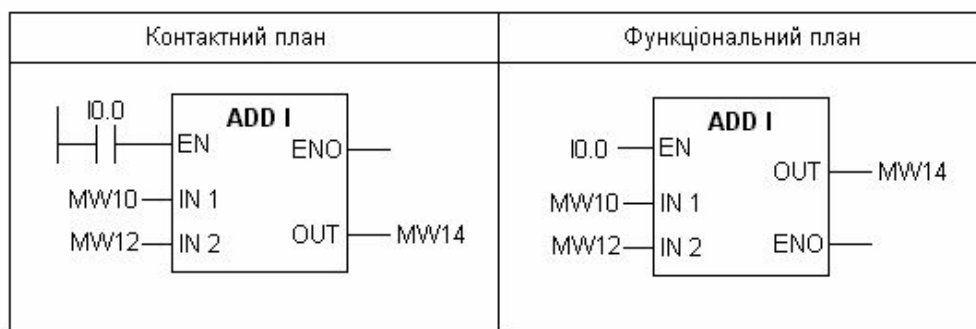 Контактний план
Функціональний план
I0.0
ADD I
EN
ENO
MW10
IN 1
MW12
IN 2
OUT
MW14
ADD I
I0.0
EN
OUT
MW14
MW10
IN 1
MW12
IN 2
ENO